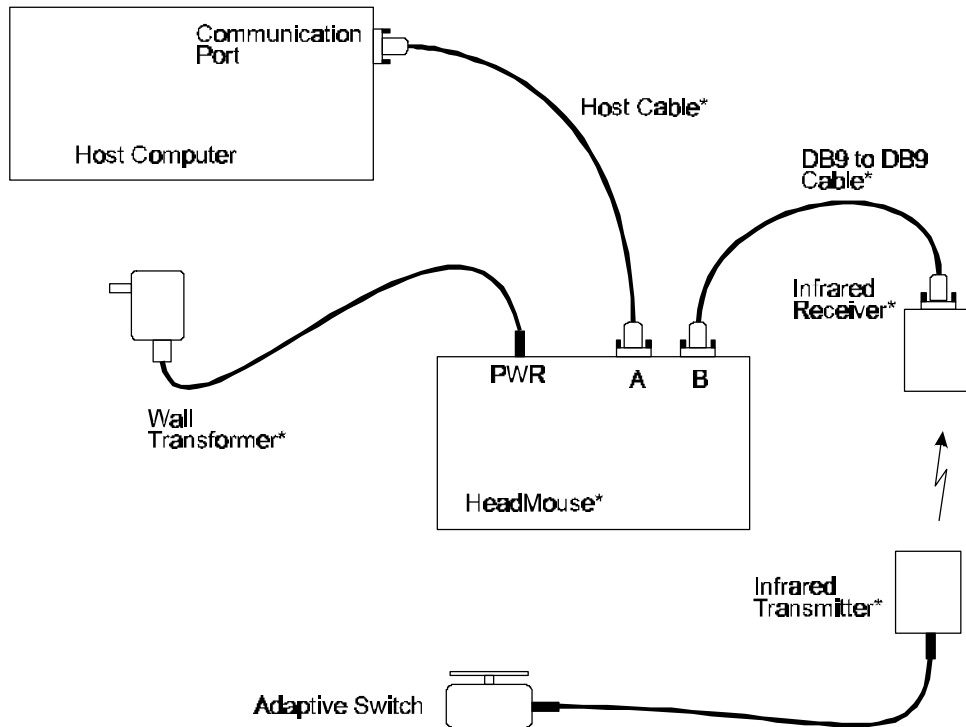 Communication
Port
Host Computer
Host Cable*
DB9 to DB9
Cable*
Infrared
Receiver*
PWR
A
B
Wall
Transformer*
HeadMouse*
Infrared
Transmitter*
Adaptive Switch